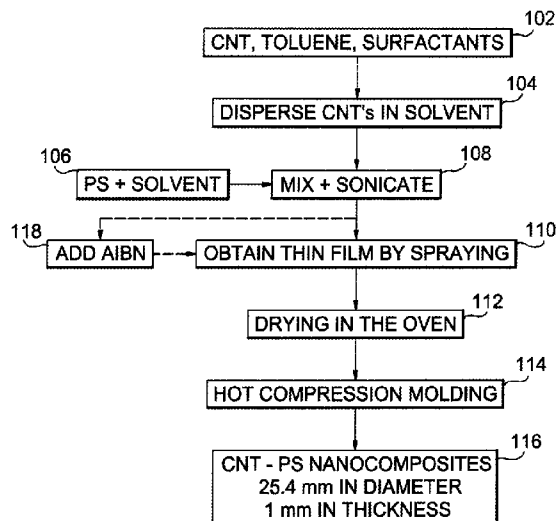 102
CNT, TOLUENE, SURFACTANTS
104
DISPERSE CNT's IN SOLVENT
106
108
PS + SOLVENT
MIX + SONICATE
118
110
ADD AIBN
OBTAIN THIN FILM BY SPRAYING
112
DRYING IN THE OVEN
114
HOT COMPRESSION MOLDING
116
CNT - PS NANOCOMPOSITES
25.4 mm IN DIAMETER
1 mm IN THICKNESS